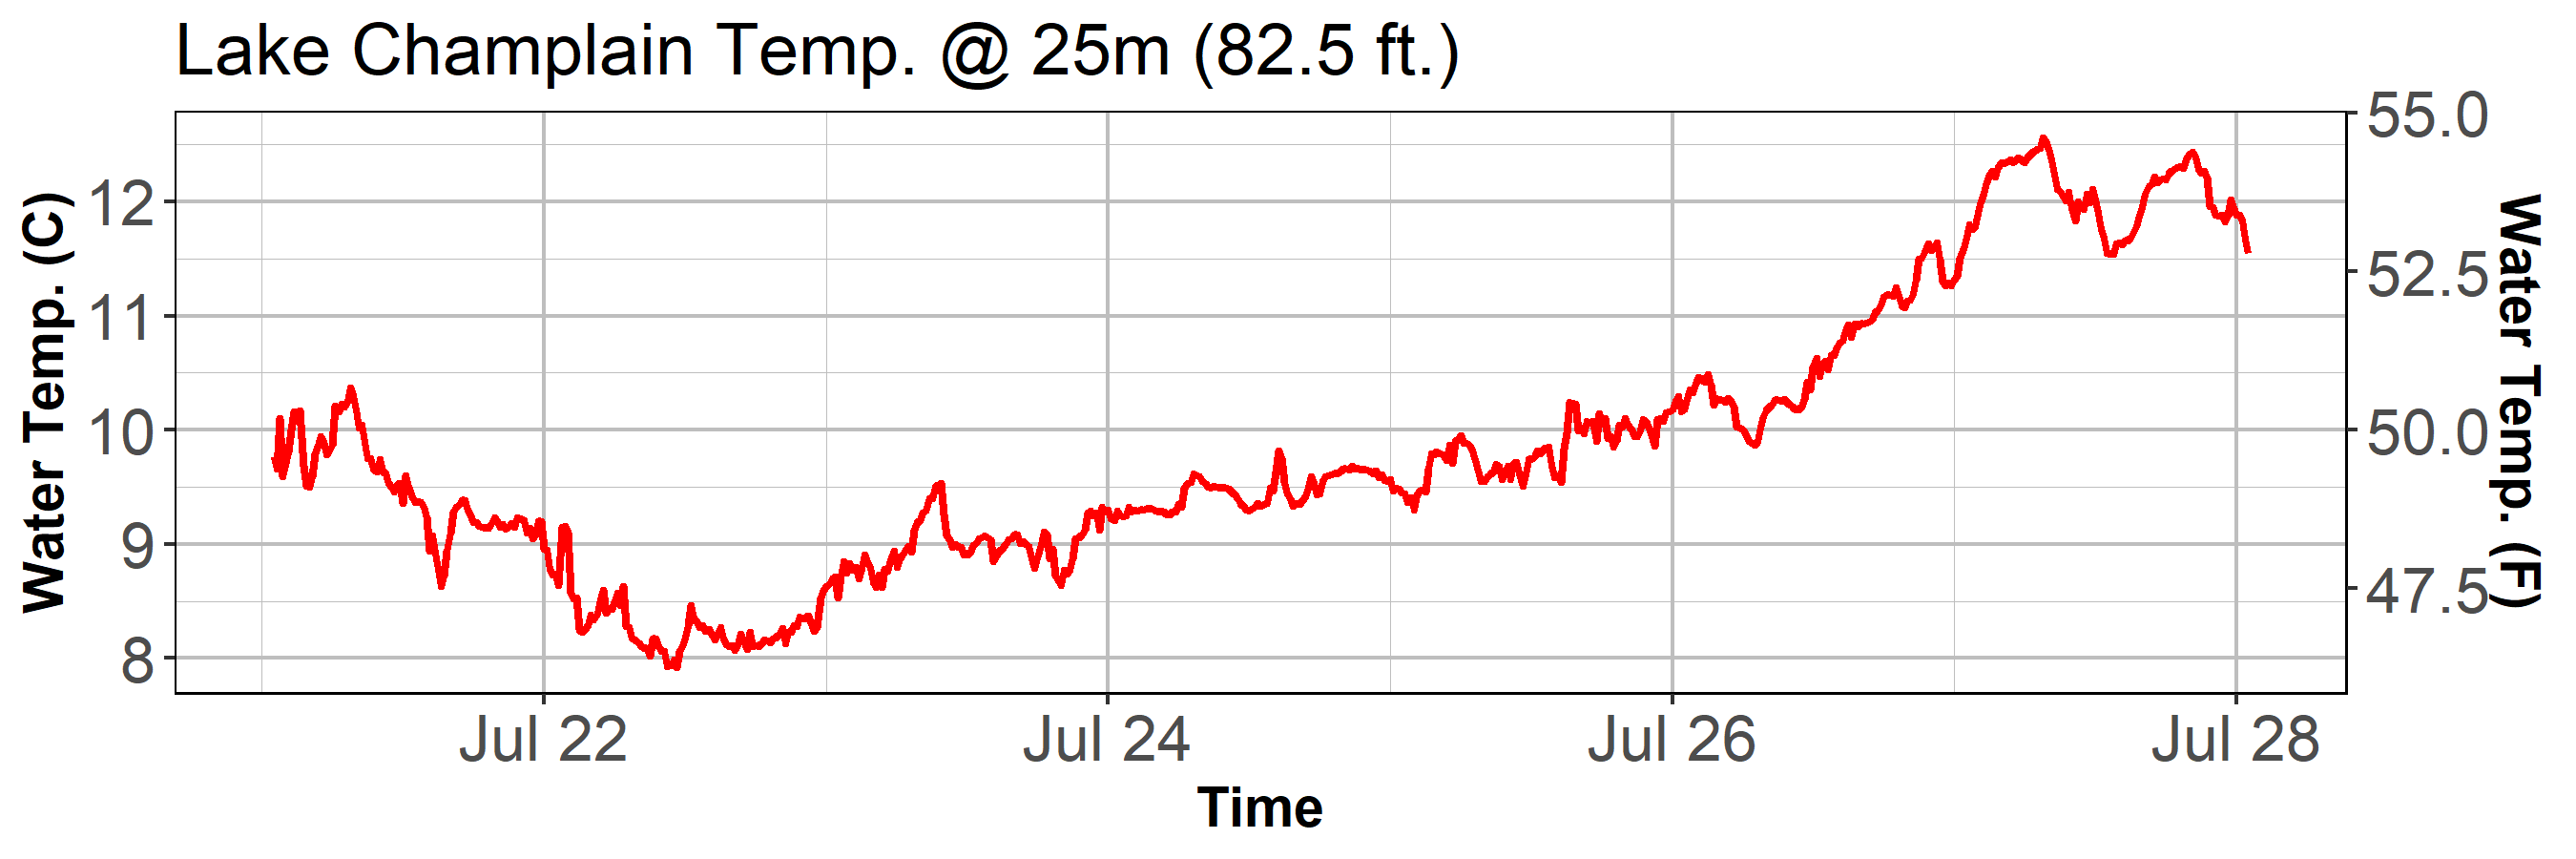 Lake Champlain Temp. @ 25m (82.5 ft.)
Water Temp. (C)
12
11
10
9
8
55.0
52.5
50.0
47.5
Water Temp. (F)
Jul 22 Jul 24 Jul 26 Jul 28
Time